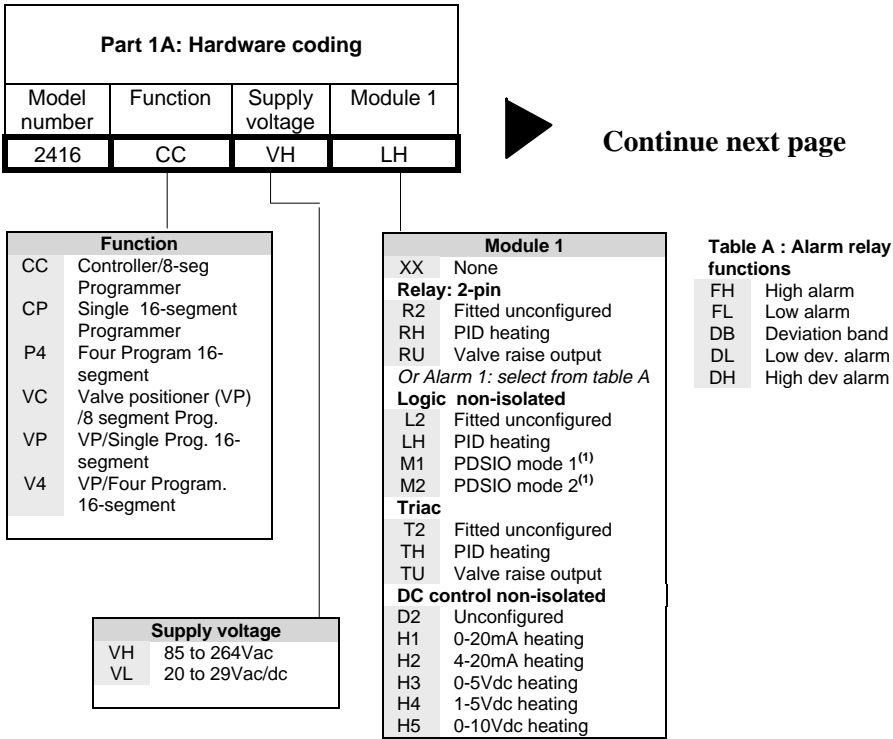 Part 1A: Hardware coding
Model number
Function
Supply voltage
Module 1
2416
CC
VH
LH
Continue next page
Function
CC Controller/8-seg
Programmer
CP Single 16-segment
Programmer
P4 Four Program 16-
segment
VC Valve positioner (VP)
/8 segment Prog.
VP VP/Single Prog. 16-
segment
V4 VP/Four Program.
16-segment
Supply voltage
VH 85 to 264Vac
VL 20 to 29Vac/dc
Module 1
XX None
Relay: 2-pin
R2 Fitted unconfigured
RH PID heating
RU Valve raise output
Or Alarm 1: select from table A
Logic non-isolated
L2 Fitted unconfigured
LH PID heating
M1 PDSIO mode 1(1)
M2 PDSIO mode 2(1)
Triac
T2 Fitted unconfigured
TH PID heating
TU Valve raise output
DC control non-isolated
D2 Unconfigured
H1 0-20mA heating
H2 4-20mA heating
H3 0-5Vdc heating
H4 1-5Vdc heating
H5 0-10Vdc heating
Table A : Alarm relay
functions
FH High alarm
FL Low alarm
DB Deviation band
DL Low dev. alarm
DH High dev alarm